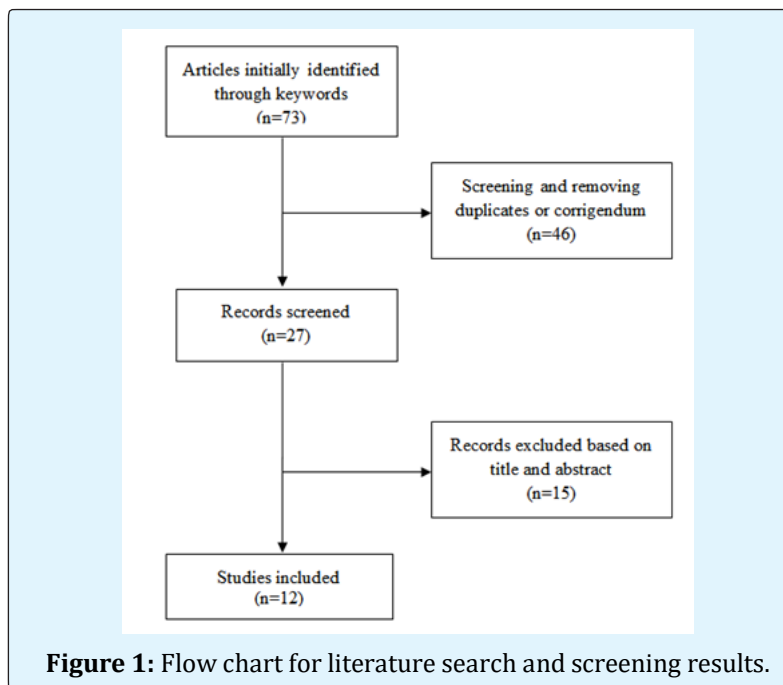 Articles initially identified
through keywords
(n=73)
Screening and removing
duplicates or corrigendum
(n=46)
Records screened
(n=27)
Records excluded based on
title and abstract
(n=15)
Studies included
(n=12)
Figure 1: Flow chart for literature search and screening results.